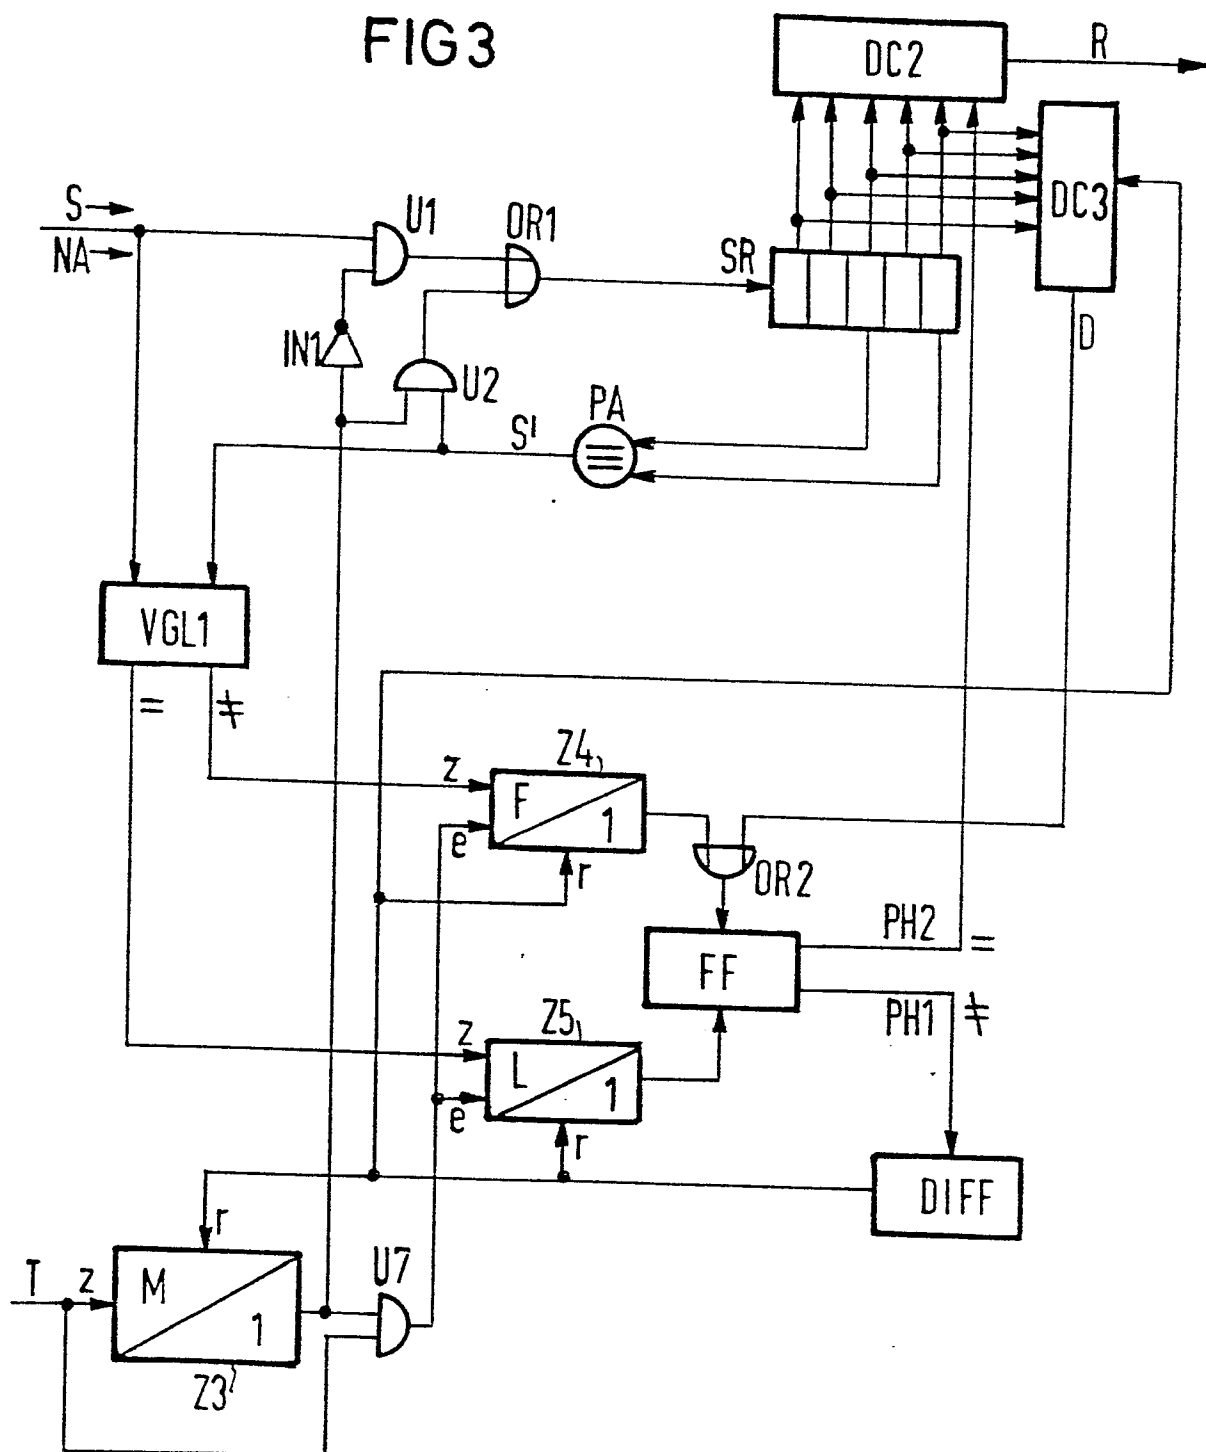 FIG3
DC2
R
DC3
S
NA
U1
OR1
SR
IN1
U2
PA
S'
D
VGL1
= ≠
Z4
z
F
1
e
r
OR2
PH2 =
FF
PH1 ≠
Z5
z
L
1
e
r
DIFF
r
T z
M
1
U7
Z3